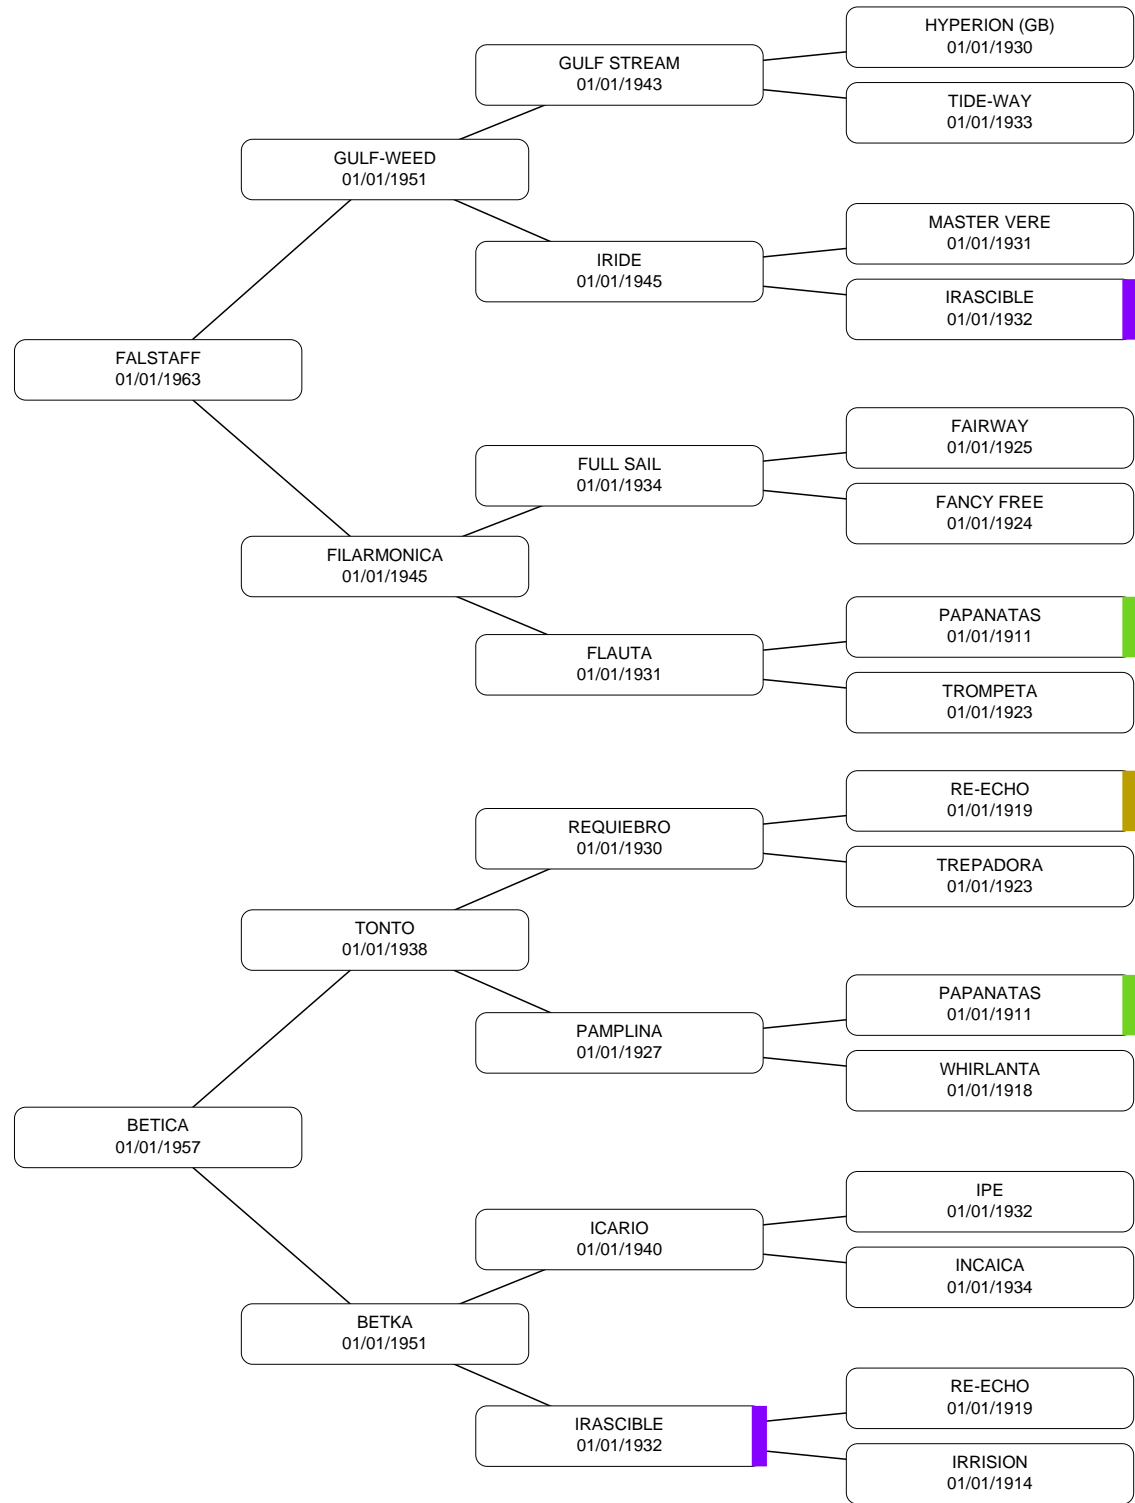 HYPERION (GB)
01/01/1930
GULF STREAM
01/01/1943
TIDE-WAY
01/01/1933
GULF-WEED
01/01/1951
MASTER VERE
01/01/1931
IRIDE
01/01/1945
IRASCIBLE
01/01/1932
FALSTAFF
01/01/1963
FAIRWAY
01/01/1925
FULL SAIL
01/01/1934
FANCY FREE
01/01/1924
FILARMONICA
01/01/1945
PAPANATAS
01/01/1911
FLAUTA
01/01/1931
TROMPETA
01/01/1923
RE-ECHO
01/01/1919
REQUIEBRO
01/01/1930
TREPADORA
01/01/1923
TONTO
01/01/1938
PAPANATAS
01/01/1911
PAMPLINA
01/01/1927
WHIRLANTA
01/01/1918
BETICA
01/01/1957
IPE
01/01/1932
ICARIO
01/01/1940
INCAICA
01/01/1934
BETKA
01/01/1951
RE-ECHO
01/01/1919
IRASCIBLE
01/01/1932
IRRISION
01/01/1914